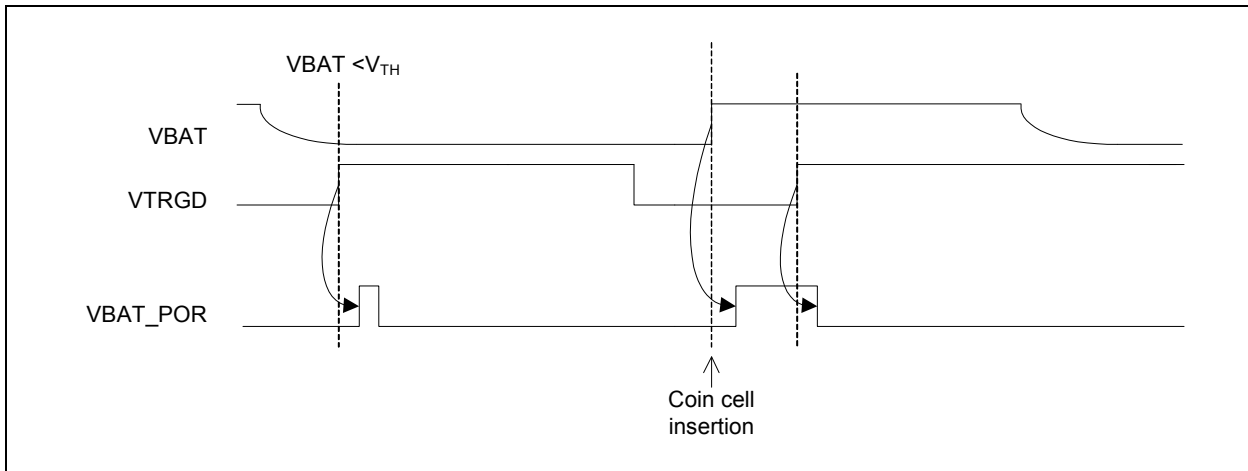 VBAT <VTH
VBAT
VTRGD
VBAT_POR
Coin cell
insertion